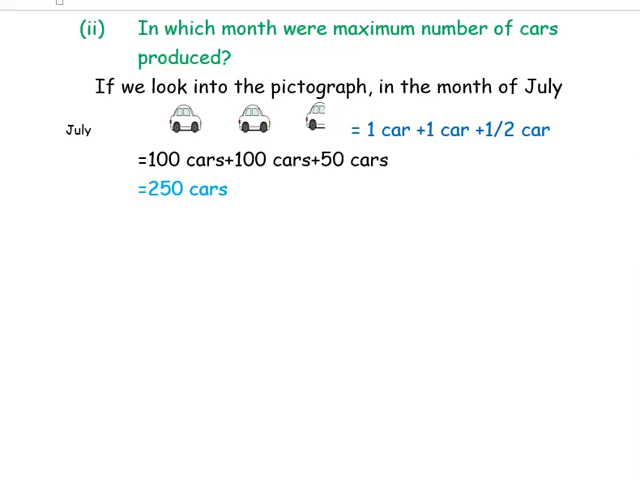 (ii) In which month were maximum number of cars
produced?
If we look into the pictograph, in the month of July
July = 1 car +1 car +1/2 car
=100 cars+100 cars+50 cars
=250 cars